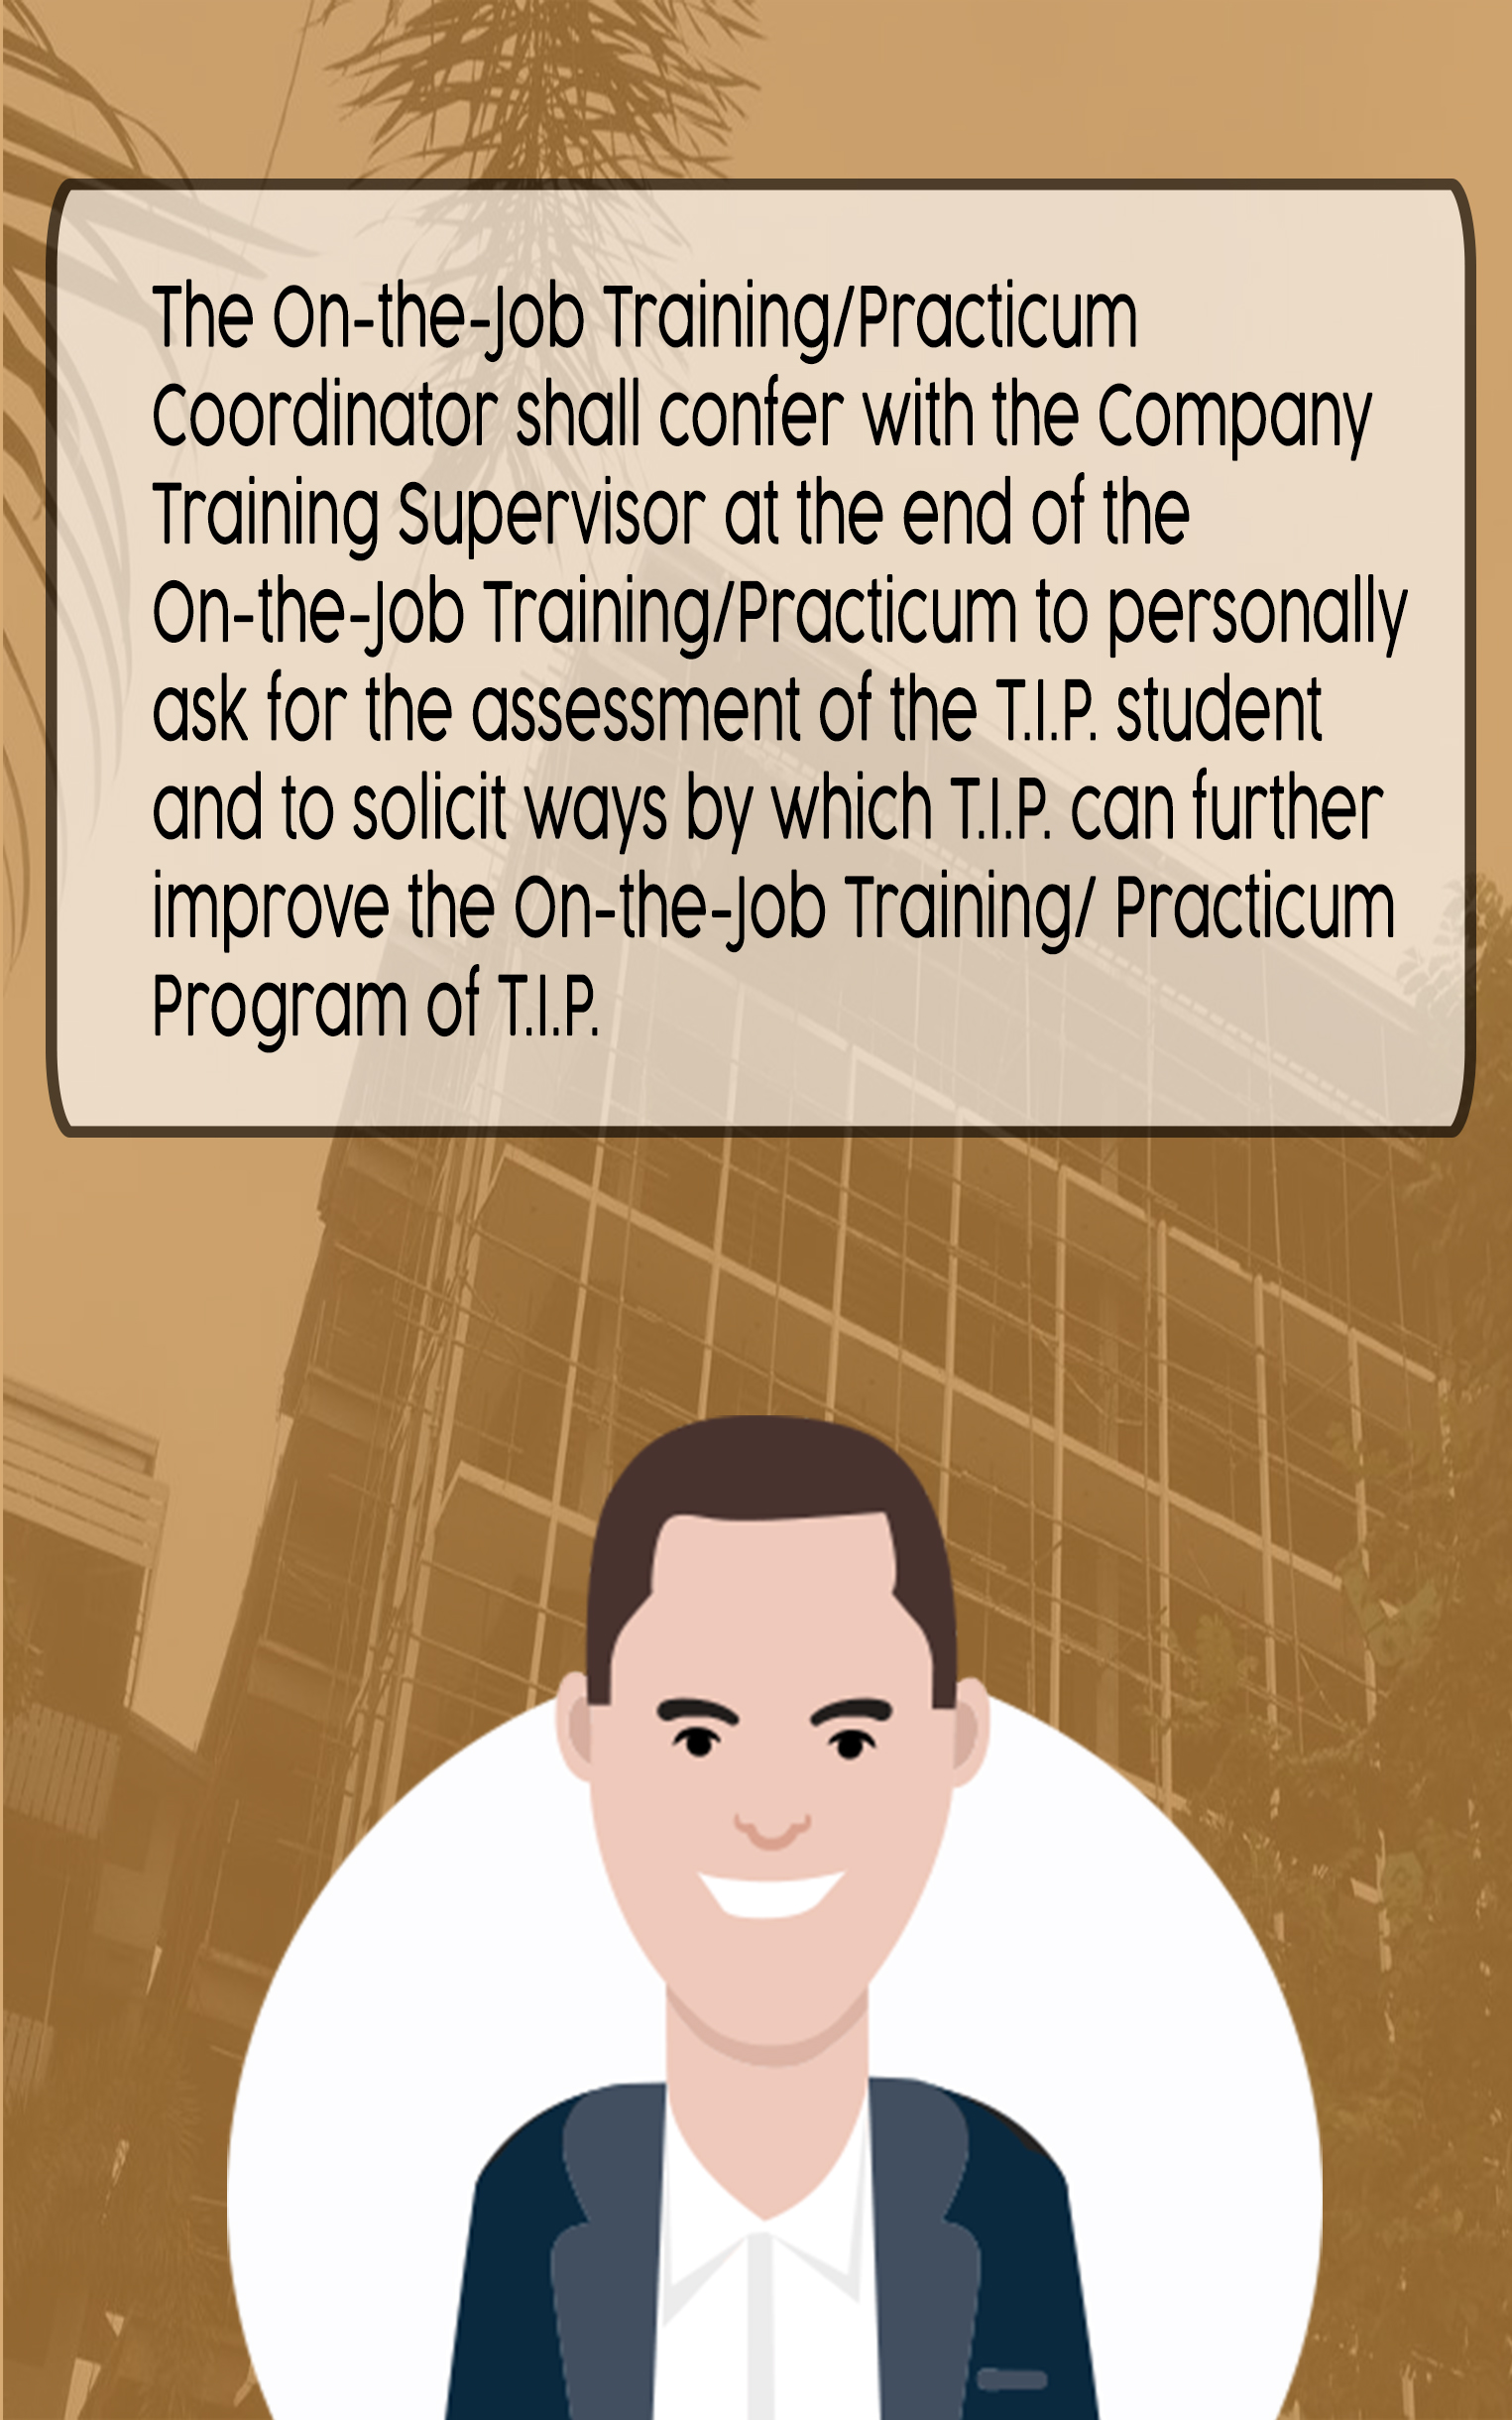 The On-the-Job Training/Practicum
Coordinator shall confer with the Company
Training Supervisor at the end of the
On-the-Job Training/Practicum to personally
ask for the assessment of the T.I.P. student
and to solicit ways by which T.I.P. can further
improve the On-the-Job Training/ Practicum
Program of T.I.P.